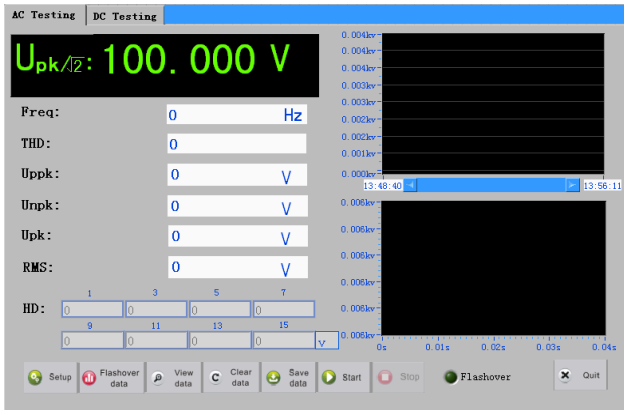 AC Testing DC Testing
Upk/√2: 100. 000 V
Freq: 0 Hz
THD: 0
Uppk: 0 V
Unpk: 0 V
Upk: 0 V
RMS: 0 V
1 3 5 7
HD: 0 0 0 0
9 11 13 15
0 0 0 0 v
0.004kv
0.004kv
0.003kv
0.003kv
0.003kv
0.002kv
0.002kv
0.001kv
0.000kv
13:48:40 13:56:11
0.006kv
0.006kv
0.006kv
0.006kv
0.006kv
0.006kv
0s 0.01s 0.02s 0.03s 0.04s
Setup Flashover data View data C Clear data Save data Start Stop Flashover × Quit